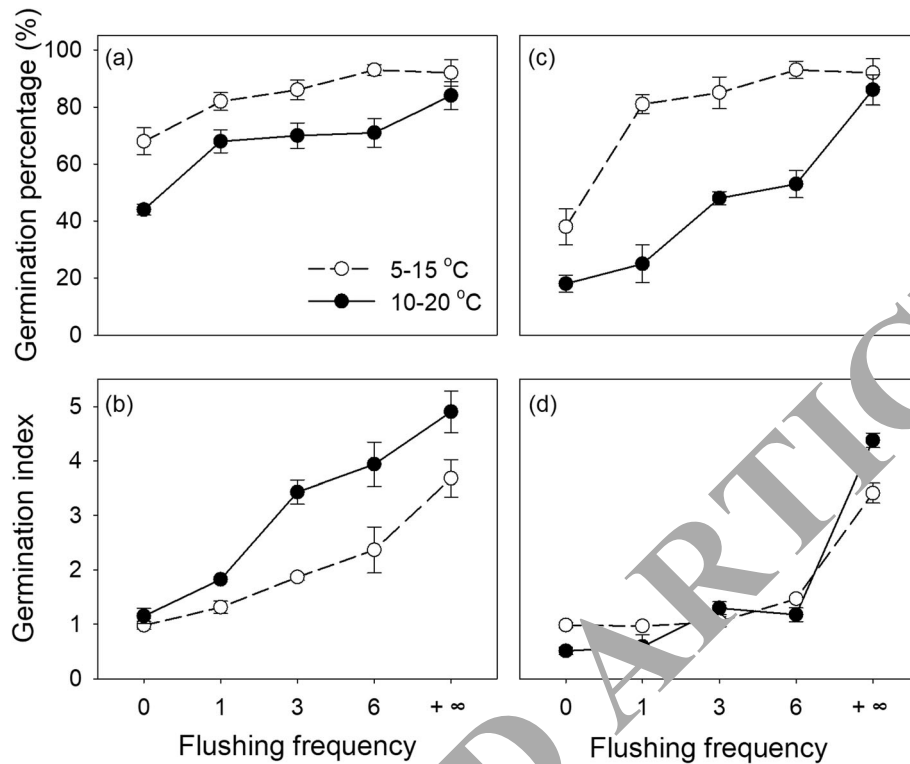 Germination percentage (%)
100
80
60
40
20
0
(a)
5-15 °C
10-20 °C
(c)
Germination index
5
4
3
2
1
0
(b)
(d)
0 1 3 6 + ∞
0 1 3 6 + ∞
Flushing frequency
Flushing frequency
D ARTIC